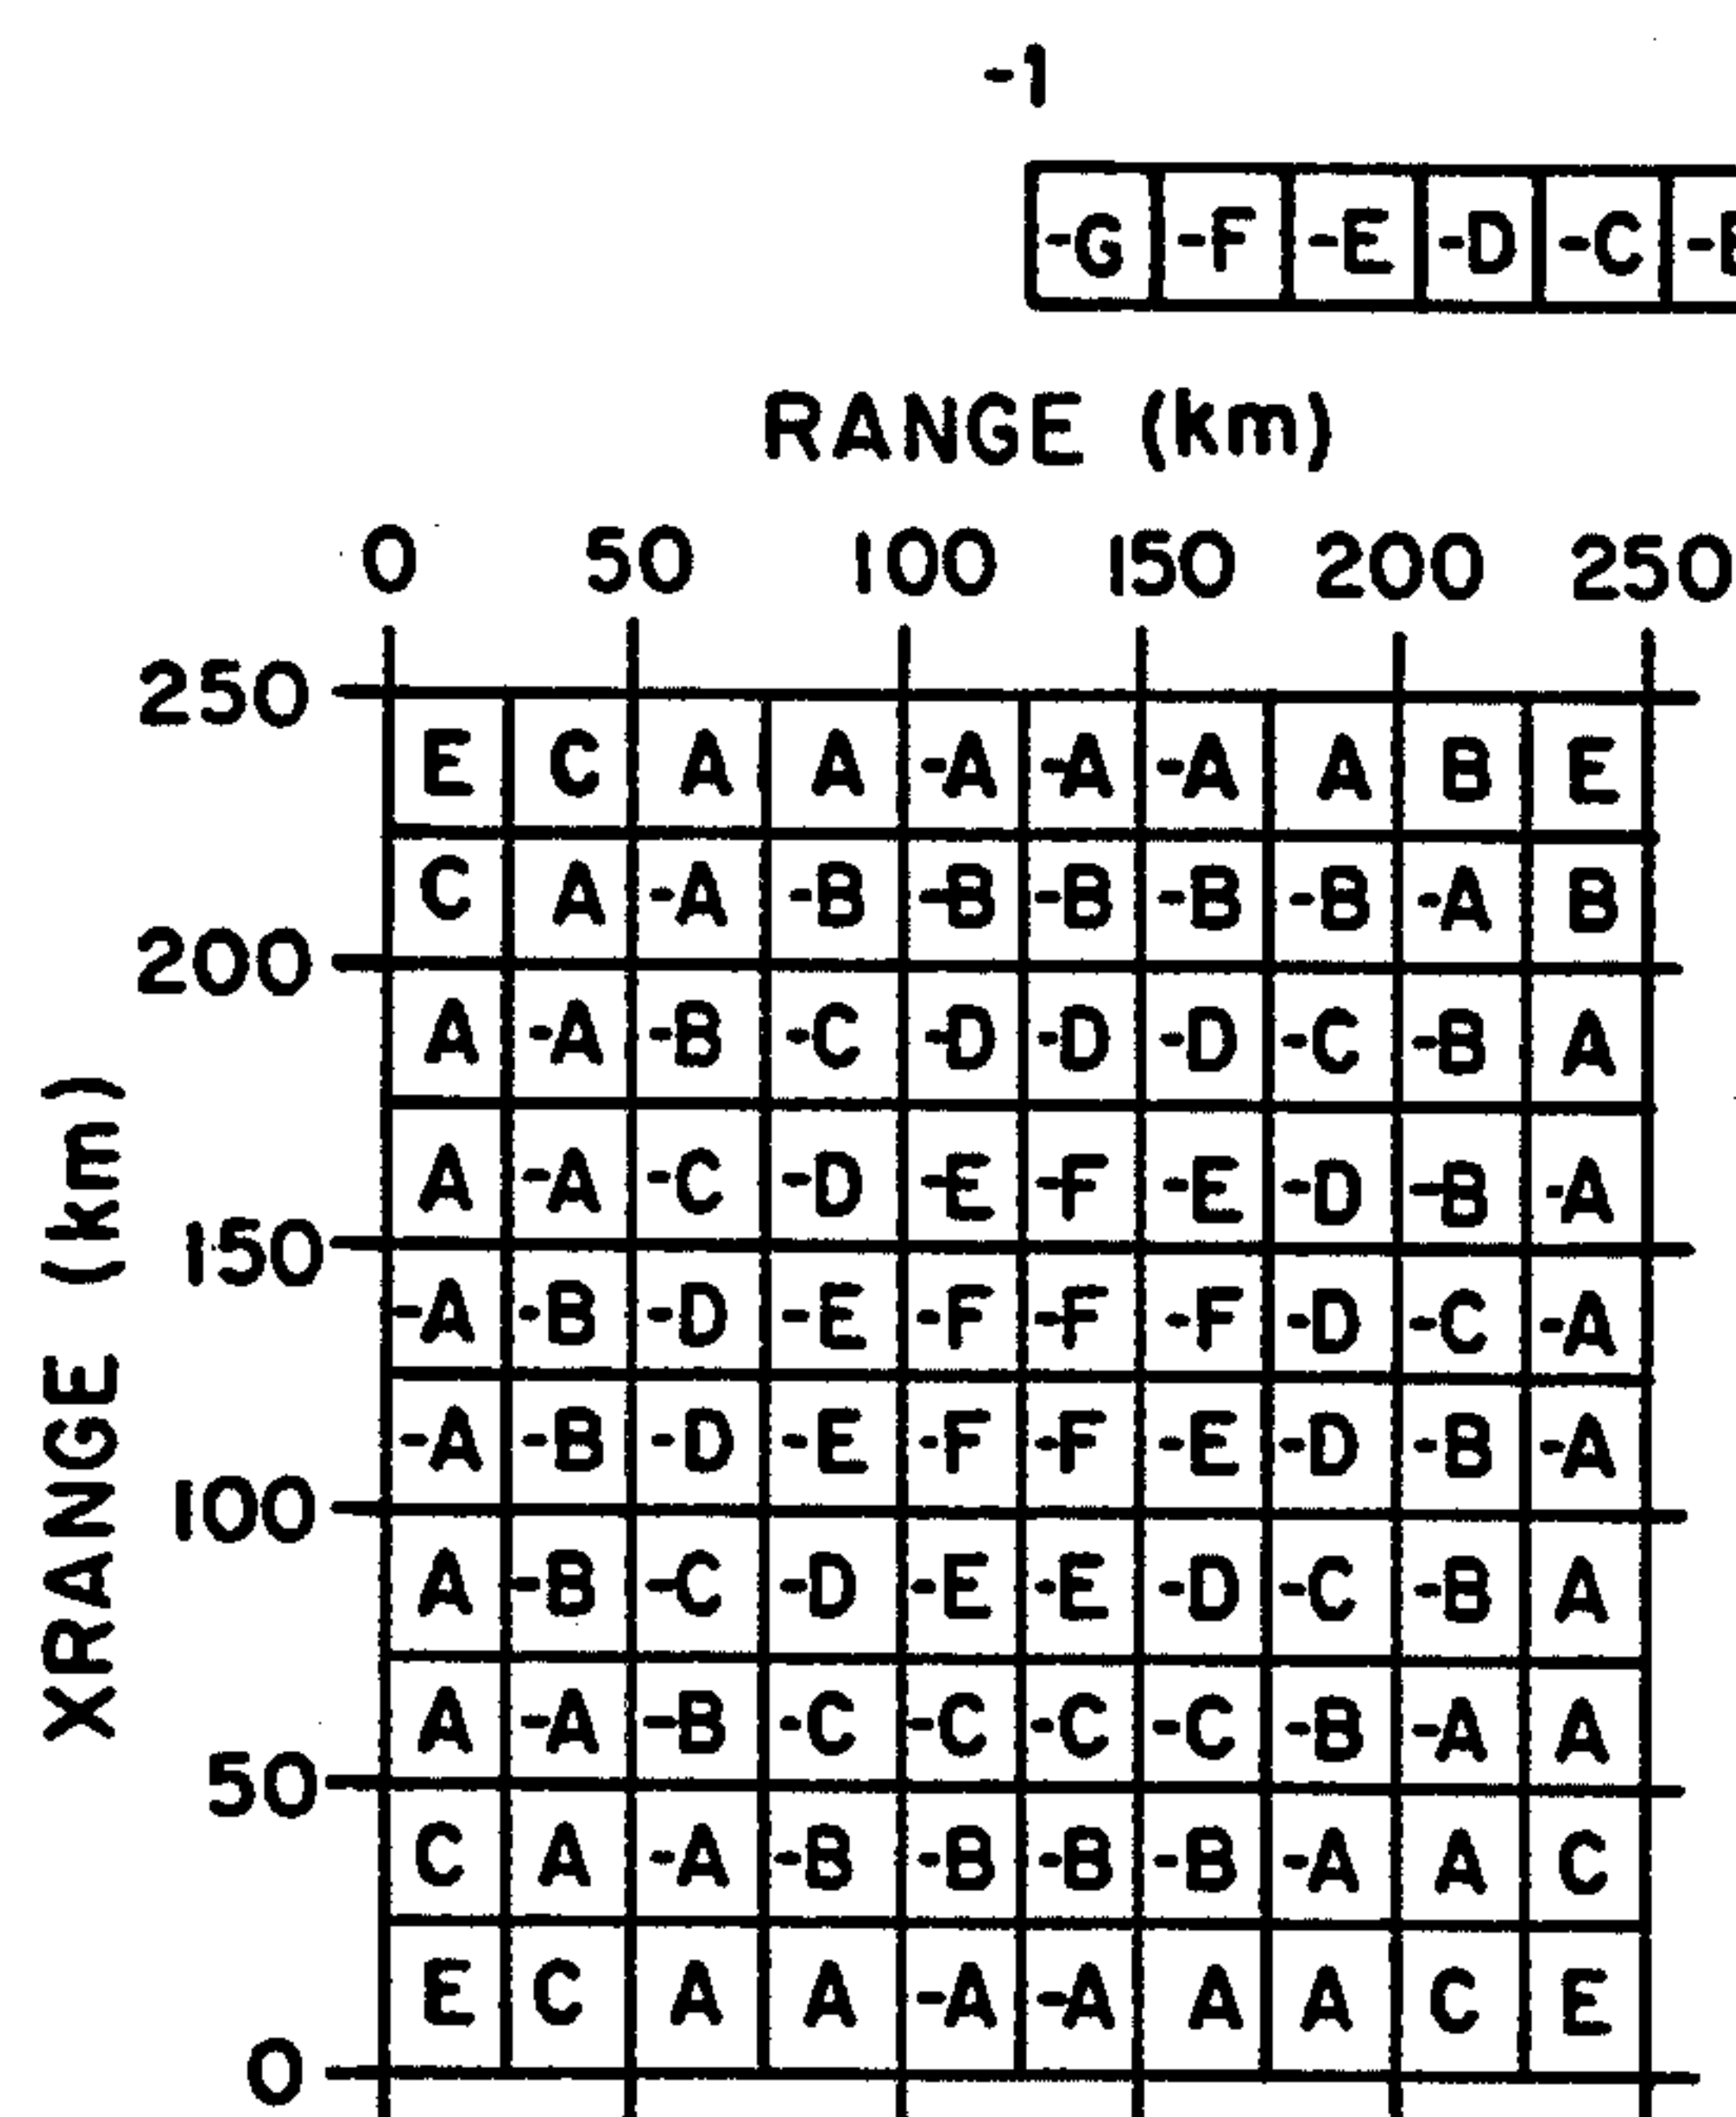 -1
-G -F -E -D -C
RANGE (km)
0 50 100 150 200 250
250
E C A A -A -A -A A B E
C A -A -B -B -B -B -B -A B
200
A -A -B -C -D -D -D -C -B A
XRANGE (km)
A -A -C -D -E -F -E -D -B -A
150
-A -B -D -E -F -F -F -D -C -A
-A -B -D -E -F -F -E -D -B -A
100
A -B -C -D -E -E -D -C -B A
A -A -B -C -C -C -C -B -A A
50
C A -A -B -B -B -B -A A C
E C A A -A -A A A C E
0